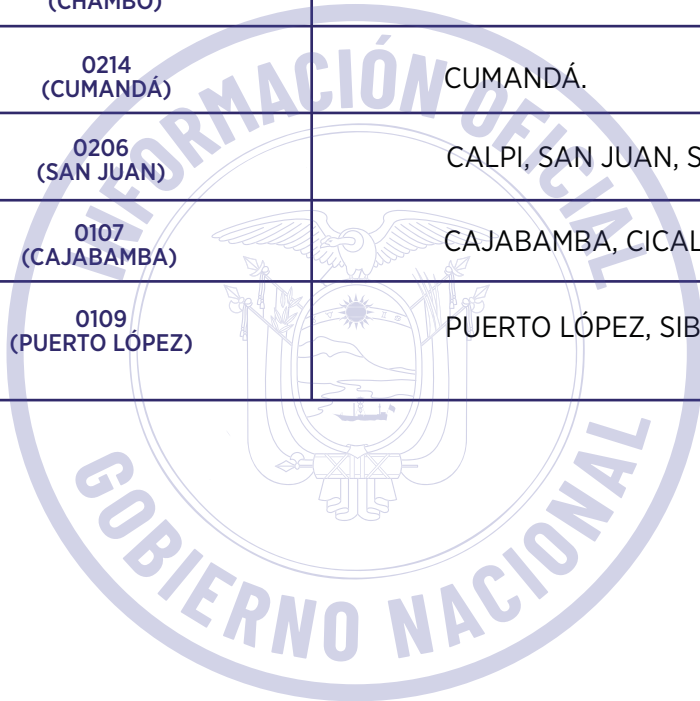 (CHAMBO)
0214
(CUMANDÁ)
CUMANDÁ.
0206
(SAN JUAN)
CALPI, SAN JUAN, S
0107
(CAJABAMBA)
CAJABAMBA, CICAL
0109
(PUERTO LÓPEZ)
PUERTO LÓPEZ, SIB
INFORMACIÓN OFICIAL
GOBIERNO NACIONAL